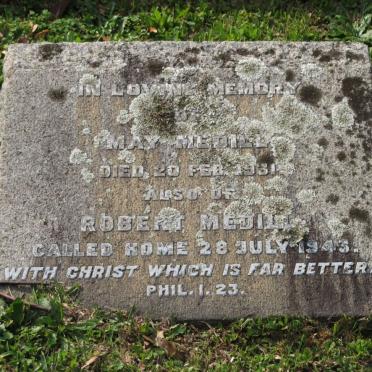 IN LOVING MEMORY
OF
MAY MEDILL
DIED 20 FEB. 1931.
ALSO OF
ROBERT MEDILL
CALLED HOME 28 JULY 1943.
"WITH CHRIST WHICH IS FAR BETTER."
PHIL. 1. 23.